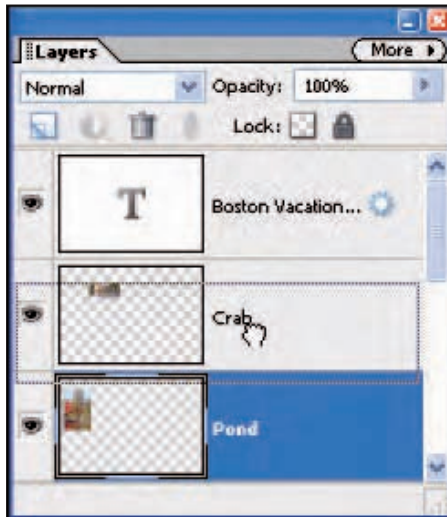 Layers More
Normal Opacity: 100%
Lock:
T Boston Vacation...
Crab
Pond